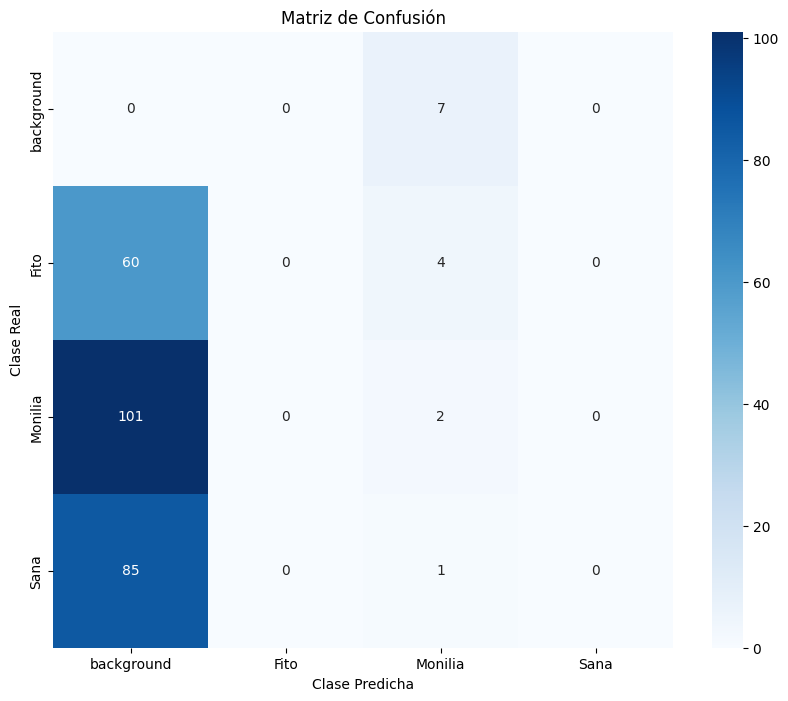 Matriz de Confusión
background 0 0 7 0
Fito 60 0 4 0
Monilia 101 0 2 0
Sana 85 0 1 0
background Fito Monilia Sana
Clase Predicha
Clase Real
100
80
60
40
20
0